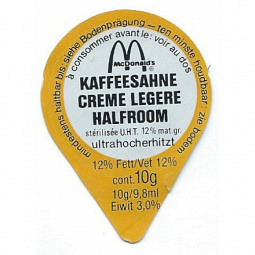 mindestens haltbar bis siehe Bodenprägung – ten minste houdbaar: zie bodem
à consommer avant le: voir au dos
McDonald's
KAFFEESAHNE
CREME LEGERE
HALFROOM
stérilisée U.H.T. 12% mat.gr.
ultrahocherhitzt
12% Fett/Vet 12%
cont. 10g
10g/9,8ml
Eiwit 3,0%